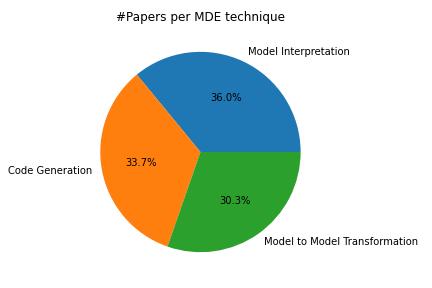 #Papers per MDE technique
Model Interpretation
36.0%
33.7%
Code Generation
30.3%
Model to Model Transformation